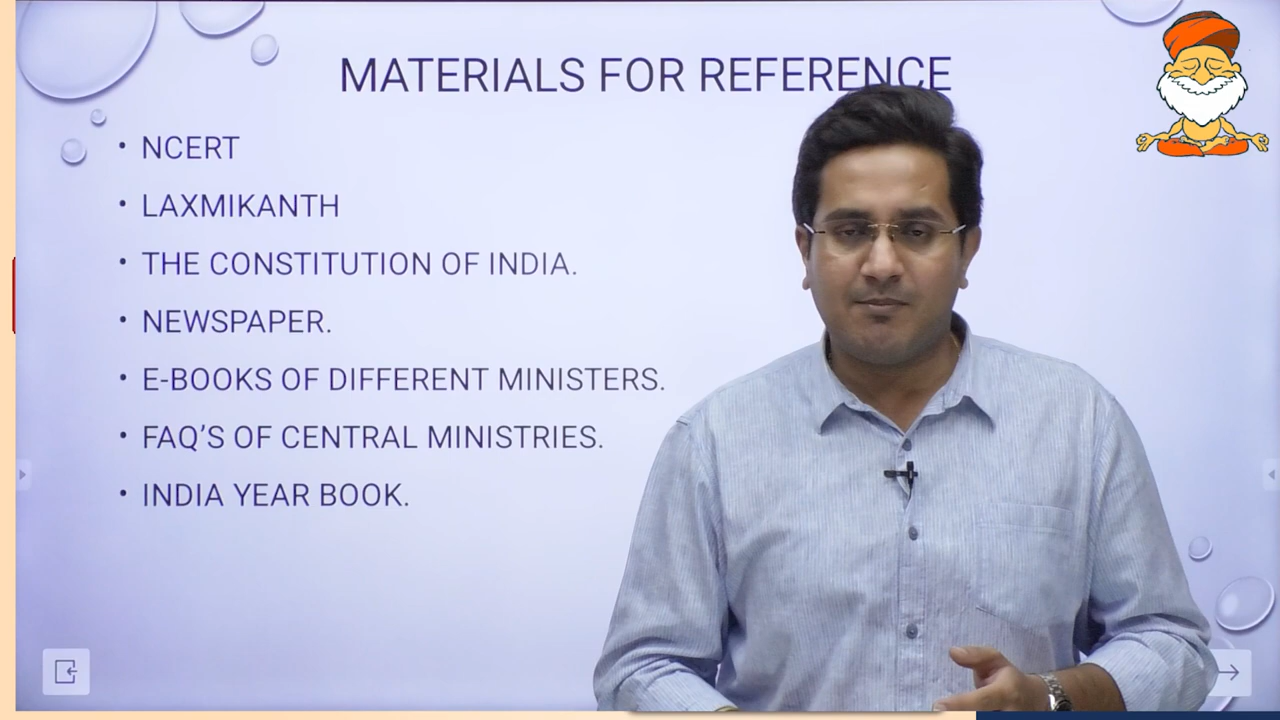 MATERIALS FOR REFERENCE
• NCERT
• LAXMIKANTH
• THE CONSTITUTION OF INDIA.
• NEWSPAPER.
• E-BOOKS OF DIFFERENT MINISTERS.
• FAQ'S OF CENTRAL MINISTRIES.
• INDIA YEAR BOOK.